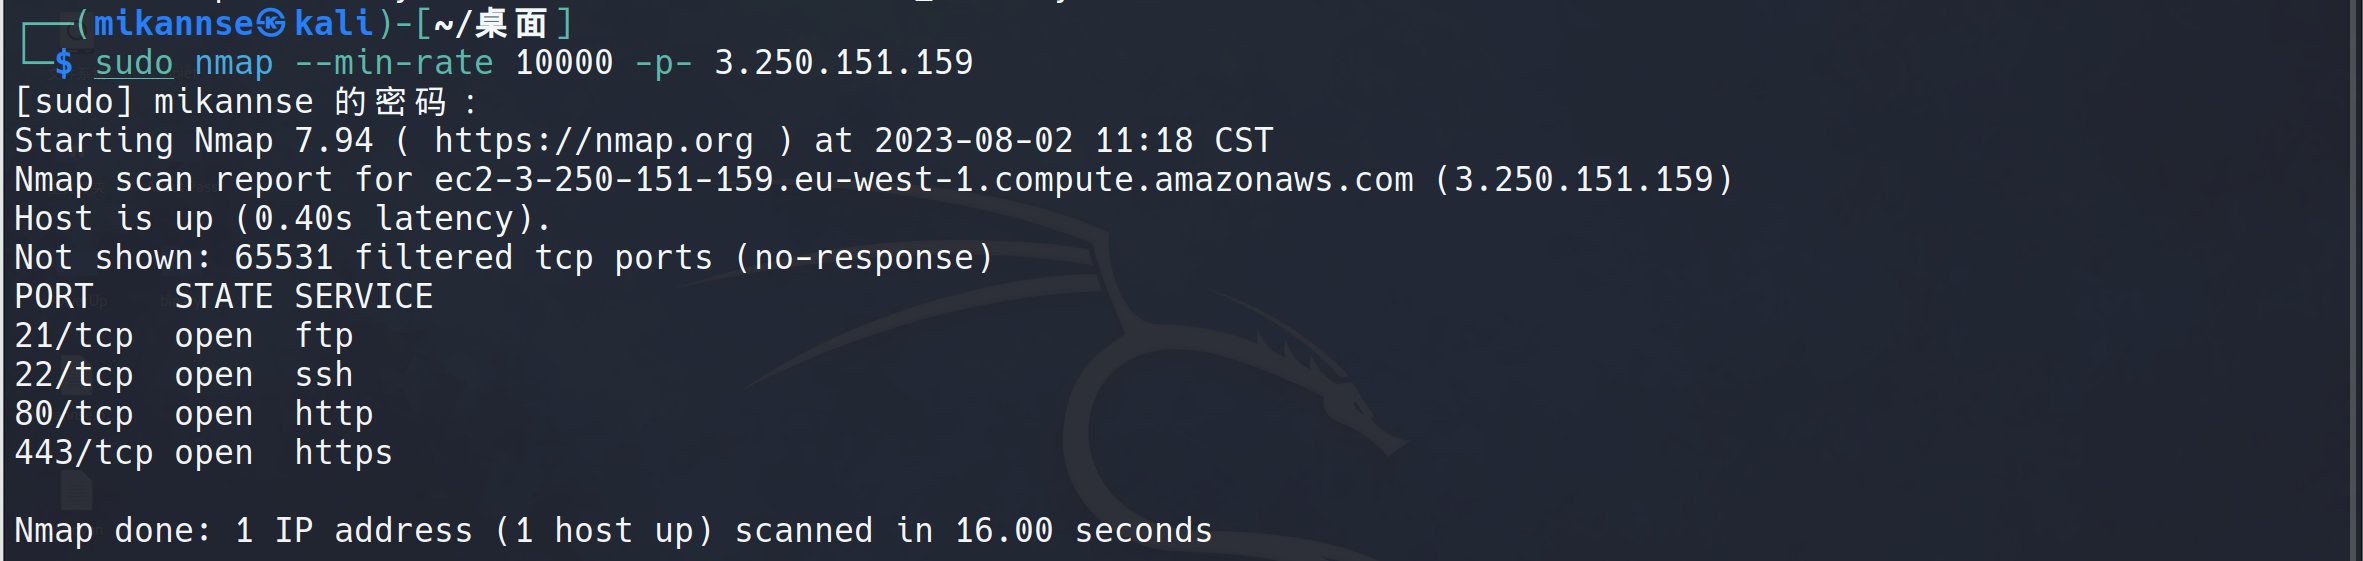 ┌──(mikannse㉿kali)-[~/桌面]
└─$ sudo nmap --min-rate 10000 -p- 3.250.151.159
[sudo] mikannse 的密码：
Starting Nmap 7.94 ( https://nmap.org ) at 2023-08-02 11:18 CST
Nmap scan report for ec2-3-250-151-159.eu-west-1.compute.amazonaws.com (3.250.151.159)
Host is up (0.40s latency).
Not shown: 65531 filtered tcp ports (no-response)
PORT    STATE SERVICE
21/tcp  open  ftp
22/tcp  open  ssh
80/tcp  open  http
443/tcp open  https
Nmap done: 1 IP address (1 host up) scanned in 16.00 seconds